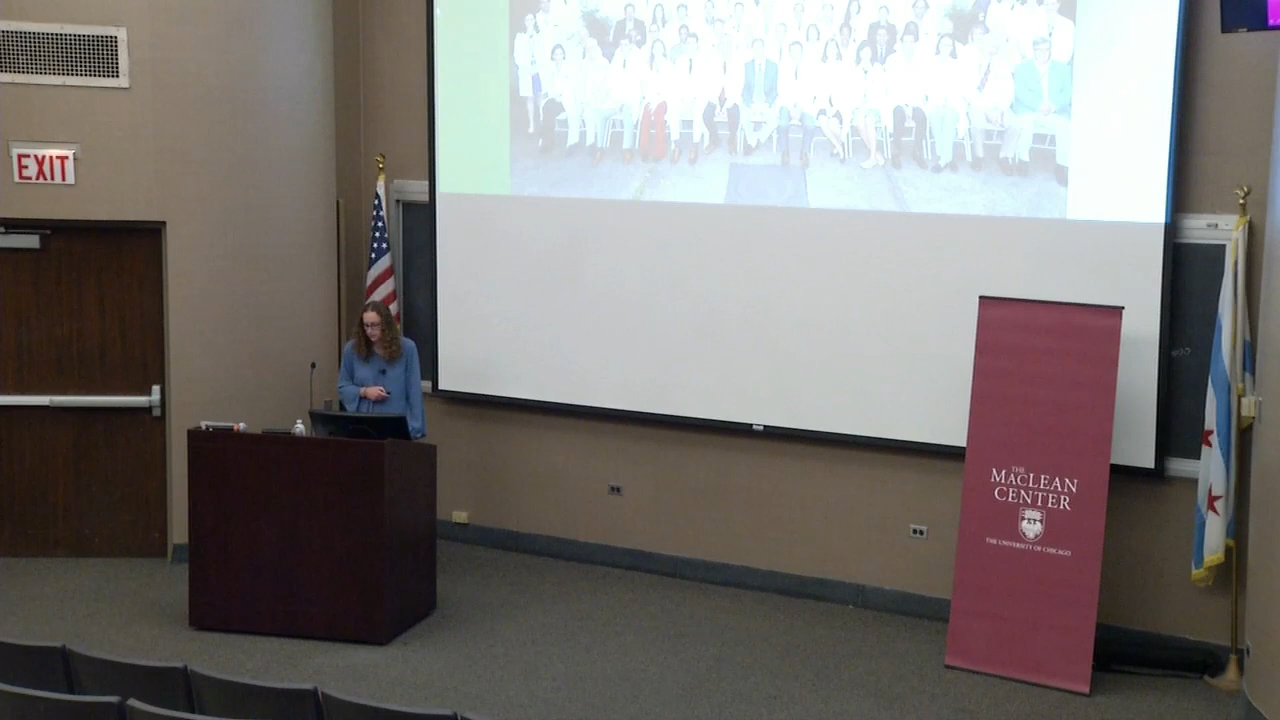 EXIT
THE
MACLEAN
CENTER
THE UNIVERSITY OF CHICAGO